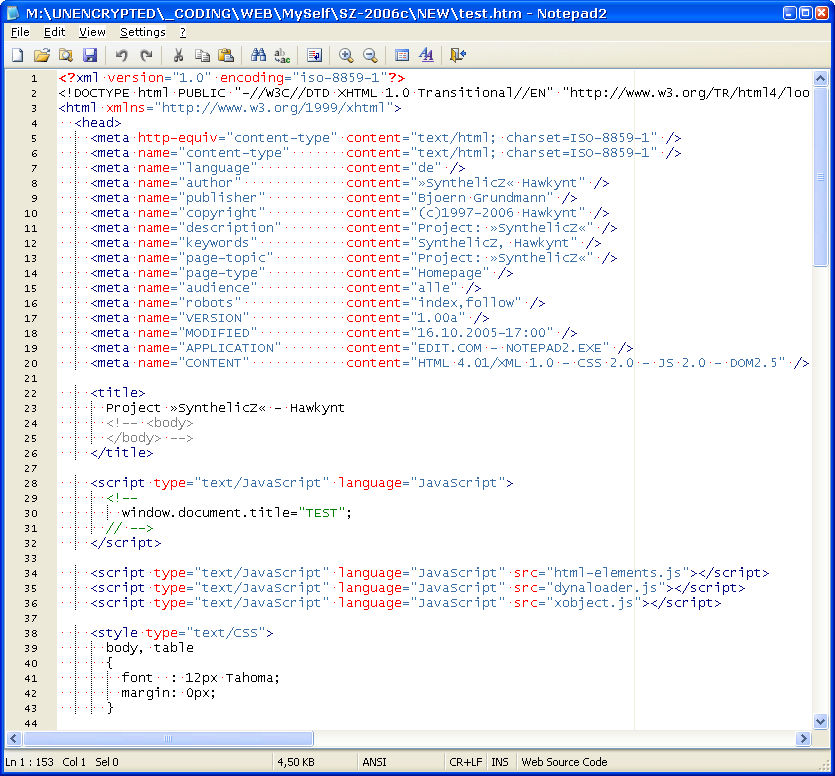 M:\UNENCRYPTED\_CODING\WEB\MySelf\SZ-2006c\NEW\test.htm - Notepad2
File Edit View Settings ?
1 <?xml version="1.0" encoding="iso-8859-1"?>
2 <!DOCTYPE html PUBLIC "-//W3C//DTD XHTML 1.0 Transitional//EN" "http://www.w3.org/TR/html4/loo
3 <html xmlns="http://www.w3.org/1999/xhtml">
4 <head>
5 <meta http-equiv="content-type" content="text/html; charset=ISO-8859-1" />
6 <meta name="content-type" content="text/html; charset=ISO-8859-1" />
7 <meta name="language" content="de" />
8 <meta name="author" content="»SynthelicZ« Hawkynt" />
9 <meta name="publisher" content="Bjoern Grundmann" />
10 <meta name="copyright" content="(c)1997-2006 Hawkynt" />
11 <meta name="description" content="Project: »SynthelicZ«" />
12 <meta name="keywords" content="SynthelicZ, Hawkynt" />
13 <meta name="page-topic" content="Project: »SynthelicZ«" />
14 <meta name="page-type" content="Homepage" />
15 <meta name="audience" content="alle" />
16 <meta name="robots" content="index,follow" />
17 <meta name="VERSION" content="1.00a" />
18 <meta name="MODIFIED" content="16.10.2005-17:00" />
19 <meta name="APPLICATION" content="EDIT.COM - NOTEPAD2.EXE" />
20 <meta name="CONTENT" content="HTML 4.01/XML 1.0 - CSS 2.0 - JS 2.0 - DOM2.5" />
21
22 <title>
23 Project »SynthelicZ« - Hawkynt
24 <!-- <body>
25 </body> -->
26 </title>
27
28 <script type="text/JavaScript" language="JavaScript">
29 <!--
30 window.document.title="TEST";
31 // -->
32 </script>
33
34 <script type="text/JavaScript" language="JavaScript" src="html-elements.js"></script>
35 <script type="text/JavaScript" language="JavaScript" src="dynaloader.js"></script>
36 <script type="text/JavaScript" language="JavaScript" src="xobject.js"></script>
37
38 <style type="text/CSS">
39 body, table
40 {
41 font : 12px Tahoma;
42 margin: 0px;
43 }
44
Ln 1 : 153 Col 1 Sel 0 4,50 KB ANSI CR+LF INS Web Source Code